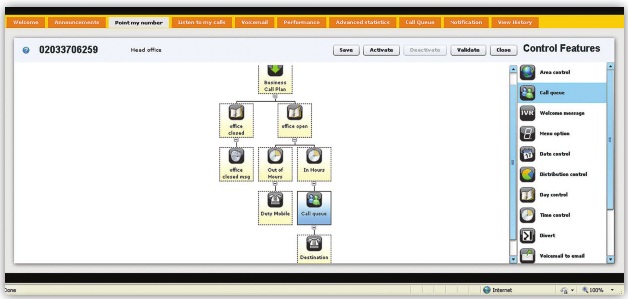 Welcome Announcements Point my number Listen to my calls Voicemail Performance Advanced statistics Call Queue Notification View History
02033706259 Head office Save Activate Deactivate Validate Close Control Features
Business
Call Plan
office
closed
office open
office
closed msg
Out of
Hours
In Hours
Duty Mobile
Call queue
Destination
Area control
Call queue
IVR Welcome message
Menu option
Date control
Distribution control
Day control
Time control
Divert
Voicemail to email
Done Internet 100%